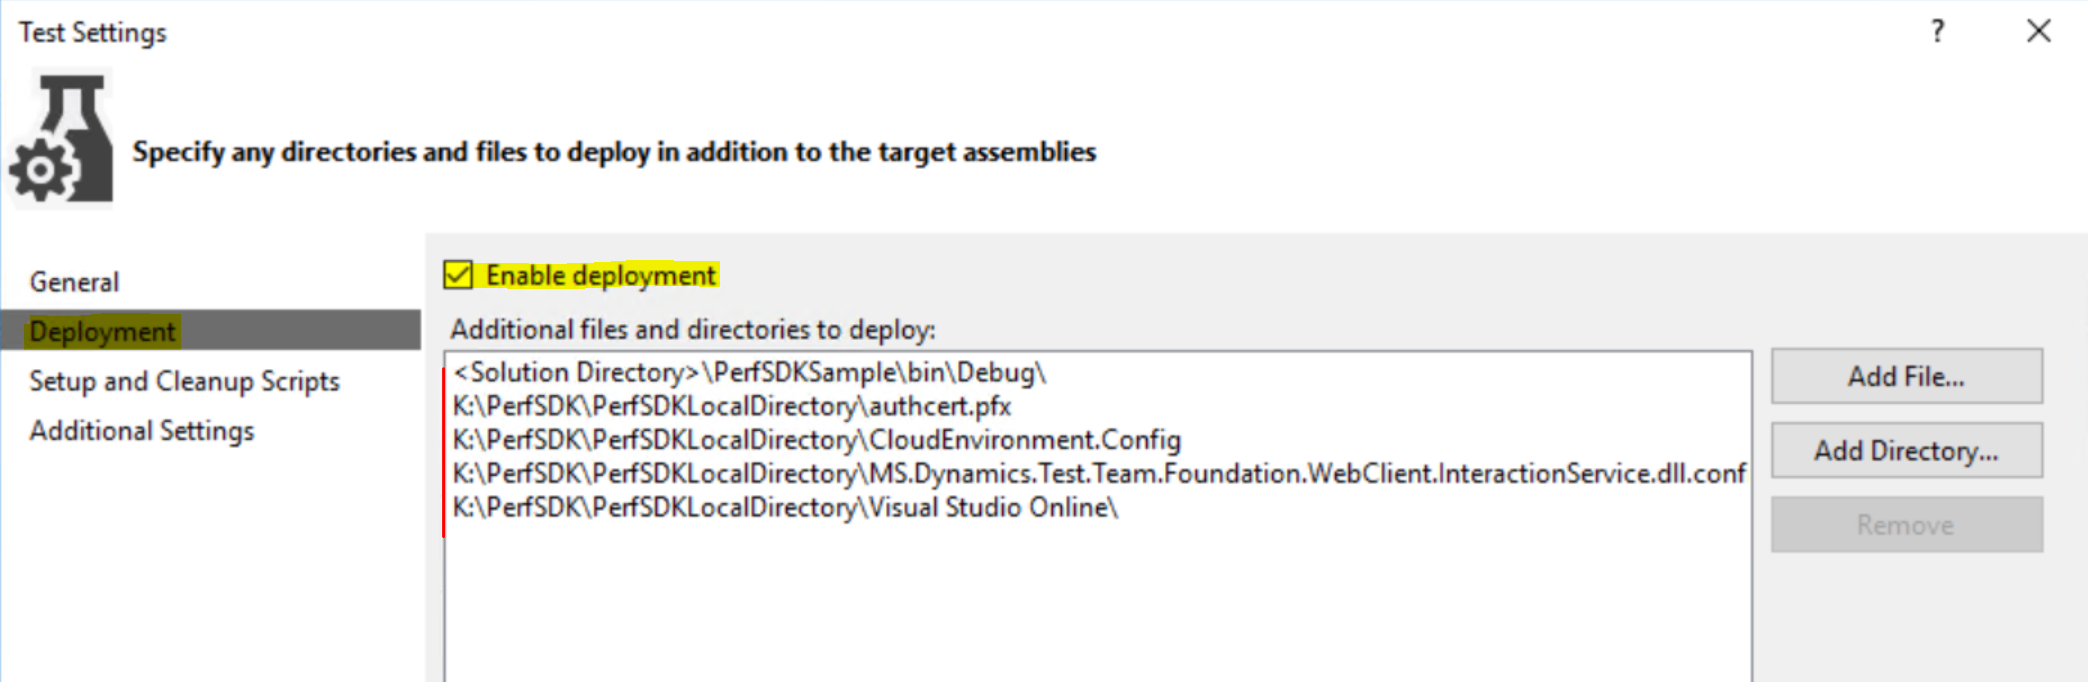 Test Settings
?
Specify any directories and files to deploy in addition to the target assemblies
General
Deployment
Setup and Cleanup Scripts
Additional Settings
Enable deployment
Additional files and directories to deploy:
<Solution Directory>\PerfSDKSample\bin\Debug\
K:\PerfSDK\PerfSDKLocalDirectory\authcert.pfx
K:\PerfSDK\PerfSDKLocalDirectory\CloudEnvironment.Config
K:\PerfSDK\PerfSDKLocalDirectory\MS.Dynamics.Test.Team.Foundation.WebClient.InteractionService.dll.conf
K:\PerfSDK\PerfSDKLocalDirectory\Visual Studio Online\
Add File...
Add Directory...
Remove